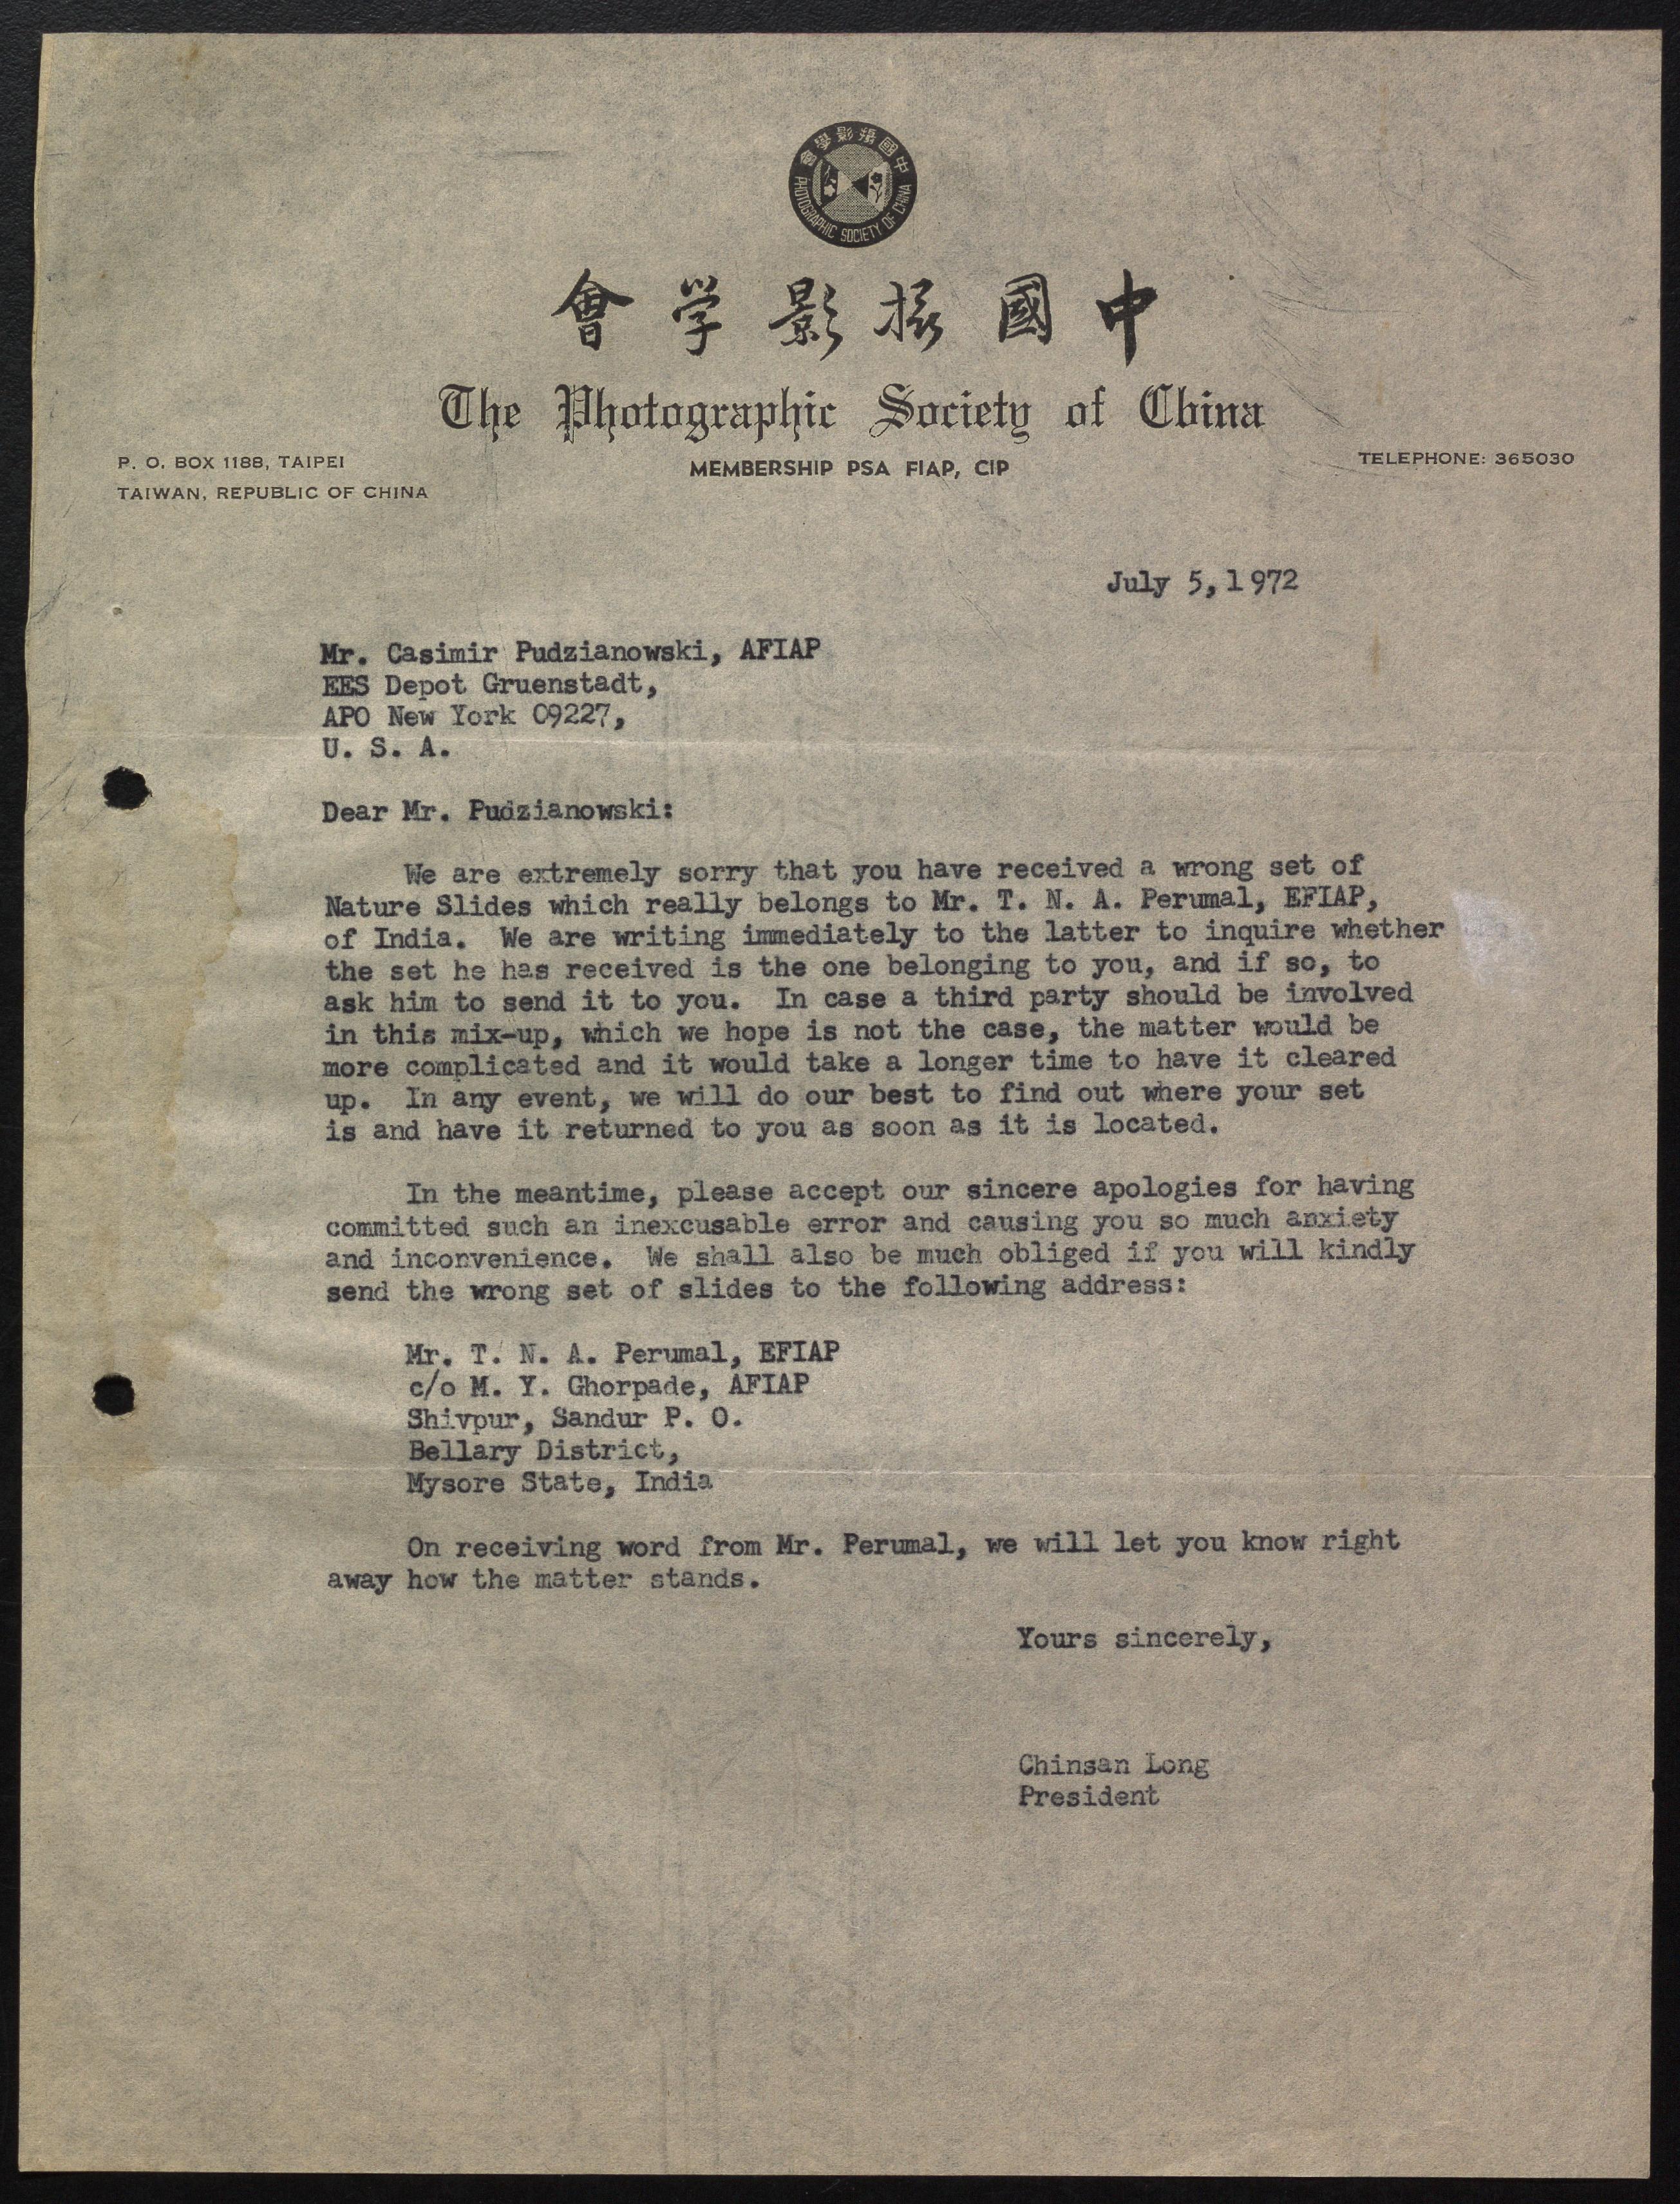 中國攝影學會
PHOTOGRAPHIC SOCIETY OF CHINA
中國攝影学會
The Photographic Society of China
MEMBERSHIP PSA FIAP, CIP
P. O. BOX 1188, TAIPEI
TAIWAN, REPUBLIC OF CHINA
TELEPHONE: 365030
July 5,1972
Mr. Casimir Pudzianowski, AFIAP
EES Depot Gruenstadt,
APO New York 09227,
U. S. A.
Dear Mr. Pudzianowski:
We are extremely sorry that you have received a wrong set of
Nature Slides which really belongs to Mr. T. N. A. Perumal, EFIAP,
of India. We are writing immediately to the latter to inquire whether
the set he has received is the one belonging to you, and if so, to
ask him to send it to you. In case a third party should be involved
in this mix-up, which we hope is not the case, the matter would be
more complicated and it would take a longer time to have it cleared
up. In any event, we will do our best to find out where your set
is and have it returned to you as soon as it is located.
In the meantime, please accept our sincere apologies for having
committed such an inexcusable error and causing you so much anxiety
and inconvenience. We shall also be much obliged if you will kindly
send the wrong set of slides to the following address:
Mr. T. N. A. Perumal, EFIAP
c/o M. Y. Ghorpade, AFIAP
Shivpur, Sandur P. O.
Bellary District,
Mysore State, India
On receiving word from Mr. Perumal, we will let you know right
away how the matter stands.
Yours sincerely,
Chinsan Long
President